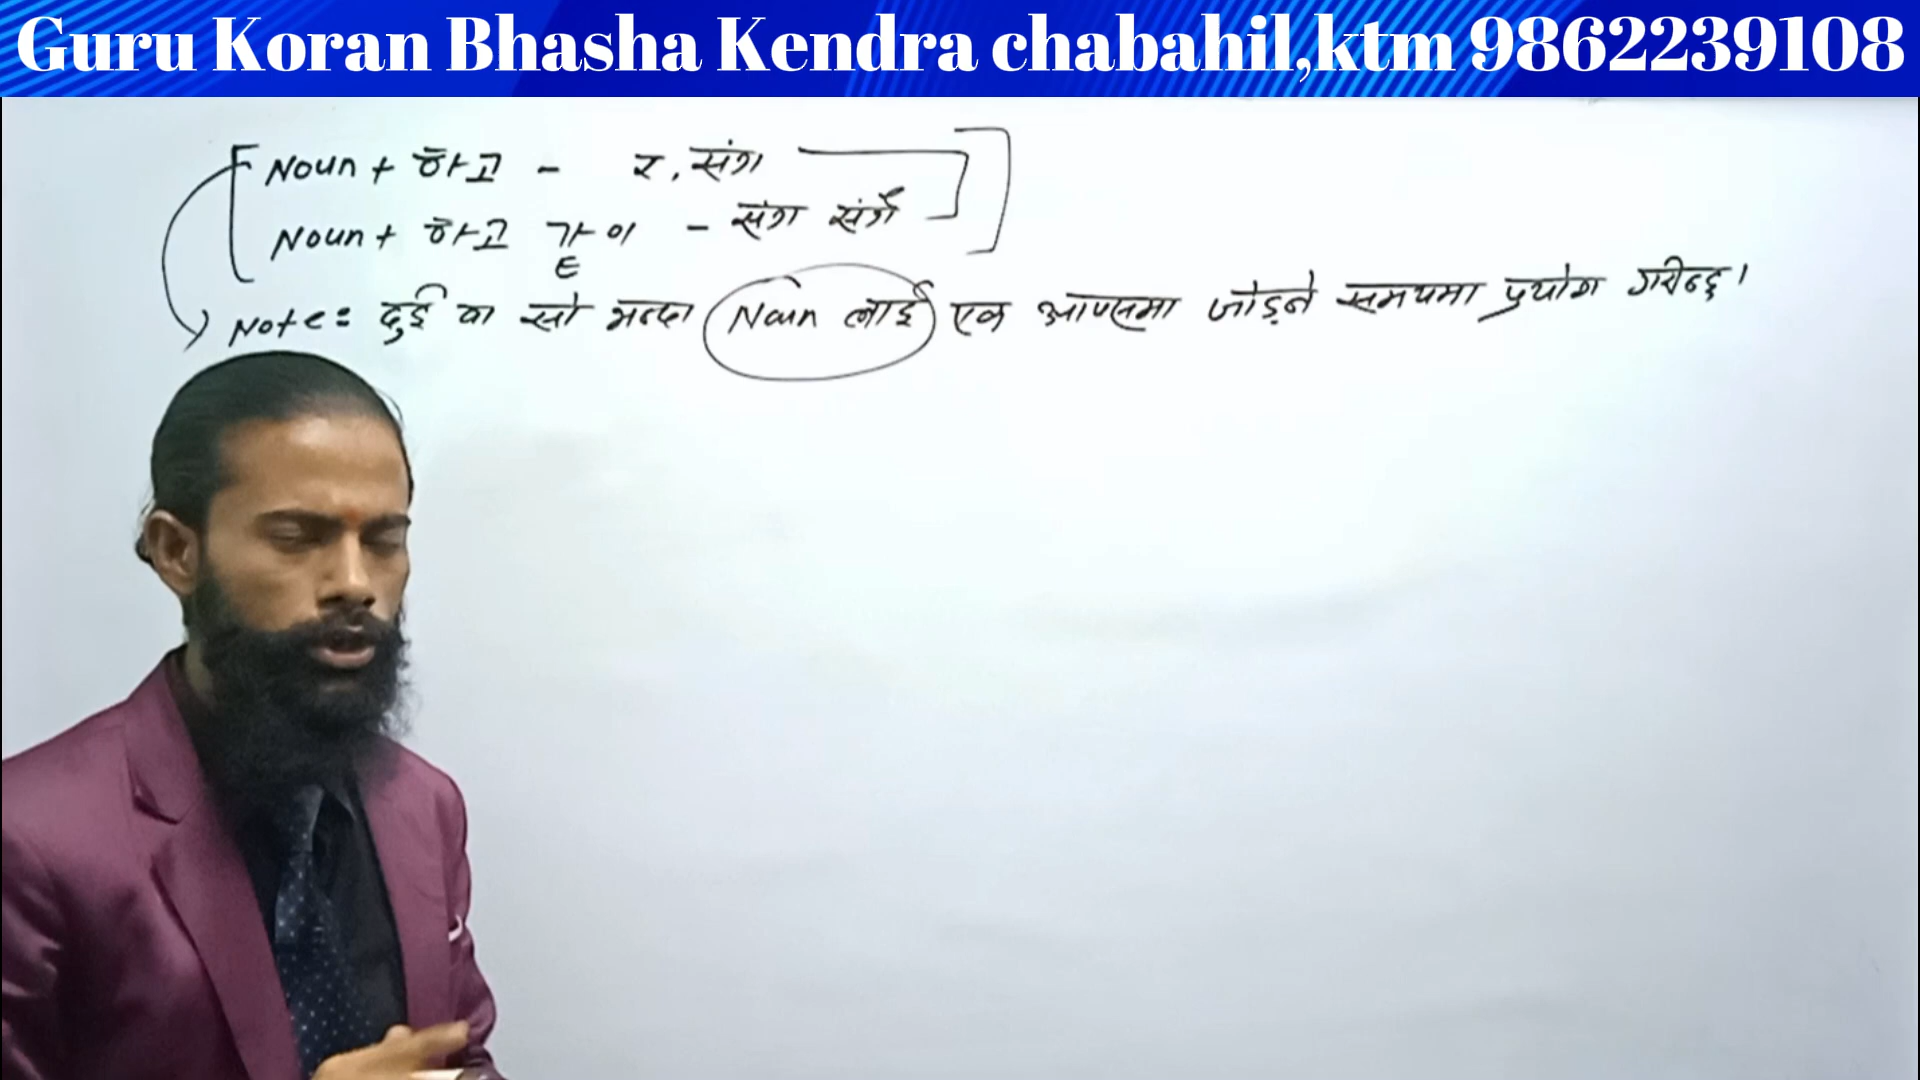 Guru Koran Bhasha Kendra chabahil,ktm 9862239108
Noun + 하고 - र, संग
Noun + 하고 같이 - संग संगै
Note: दुई वा सो भन्दा Noun लाई एक आपसमा जोड्ने समयमा प्रयोग गरीन्छ।